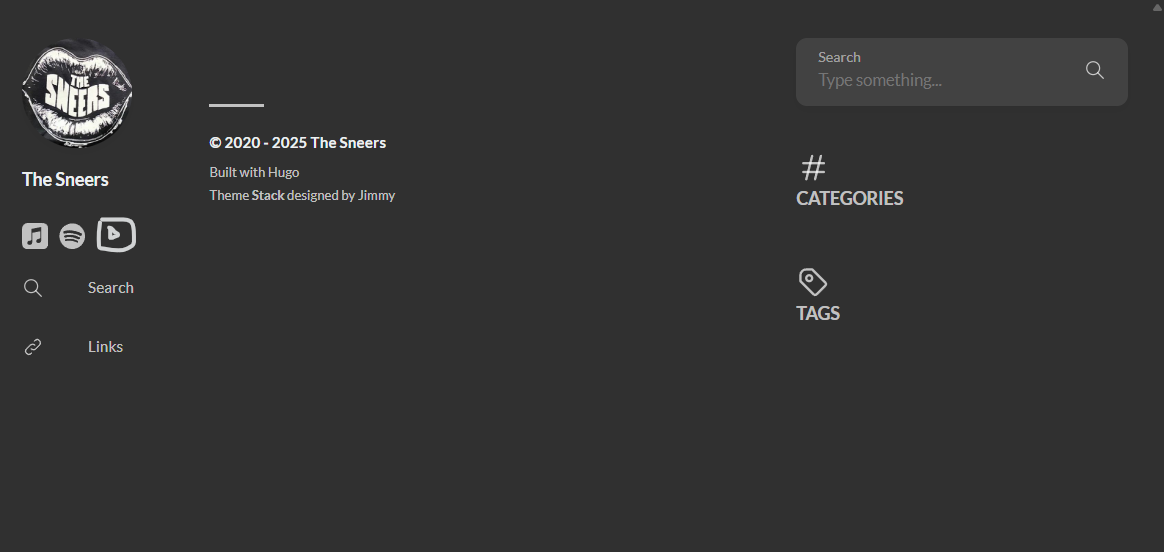 THE
SNEERS
The Sneers
Search
Links
© 2020 - 2025 The Sneers
Built with Hugo
Theme Stack designed by Jimmy
Search
Type something...
CATEGORIES
TAGS